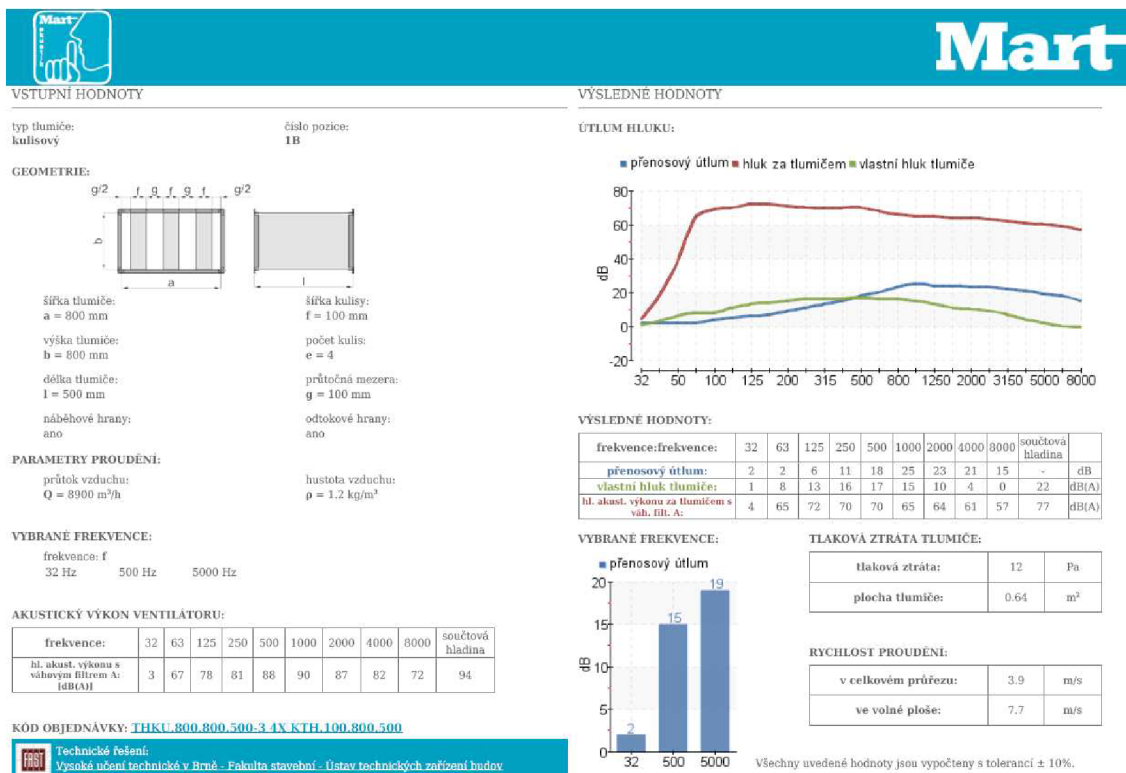 Mart
Mart
VSTUPNÍ HODNOTY
typ tlumiče:
kulisový
číslo pozice:
1B
GEOMETRIE:
g/2 f g f g f g/2
b
a
l
šířka tlumiče:
a = 800 mm
šířka kulisy:
f = 100 mm
výška tlumiče:
b = 800 mm
počet kulis:
e = 4
délka tlumiče:
l = 500 mm
průtočná mezera:
g = 100 mm
náběhové hrany:
ano
odtokové hrany:
ano
PARAMETRY PROUDĚNÍ:
průtok vzduchu:
Q = 8900 m³/h
hustota vzduchu:
ρ = 1.2 kg/m³
VYBRANÉ FREKVENCE:
frekvence: f
32 Hz 500 Hz 5000 Hz
AKUSTICKÝ VÝKON VENTILÁTORU:
frekvence: 32 63 125 250 500 1000 2000 4000 8000 součtová hladina
hl. akust. výkonu s
váhovým filtrem A:
[dB(A)]
3 67 78 81 88 90 87 82 72 94
KÓD OBJEDNÁVKY: THKU.800.800.500-3 4X KTH.100.800.500
FAST
Technické řešení:
Vysoké učení technické v Brně - Fakulta stavební - Ústav technických zařízení budov
VÝSLEDNÉ HODNOTY
ÚTLUM HLUKU:
přenosový útlum hluk za tlumičem vlastní hluk tlumiče
80
60
40
20
0
-20
dB
32 50 100 125 200 315 500 800 1250 2000 3150 5000 8000
VÝSLEDNÉ HODNOTY:
frekvence:frekvence: 32 63 125 250 500 1000 2000 4000 8000 součtová hladina
přenosový útlum: 2 2 6 11 18 25 23 21 15 - dB
vlastní hluk tlumiče: 1 8 13 16 17 15 10 4 0 22 dB(A)
hl. akust. výkonu za tlumičem s
váh. filt. A:
4 65 72 70 70 65 64 61 57 77 dB(A)
VYBRANÉ FREKVENCE:
přenosový útlum
20
15
10
5
0
dB
2 15 19
32 500 5000
TLAKOVÁ ZTRÁTA TLUMIČE:
tlaková ztráta: 12 Pa
plocha tlumiče: 0.64 m²
RYCHLOST PROUDĚNÍ:
v celkovém průřezu: 3.9 m/s
ve volné ploše: 7.7 m/s
Všechny uvedené hodnoty jsou vypočteny s tolerancí ± 10%.